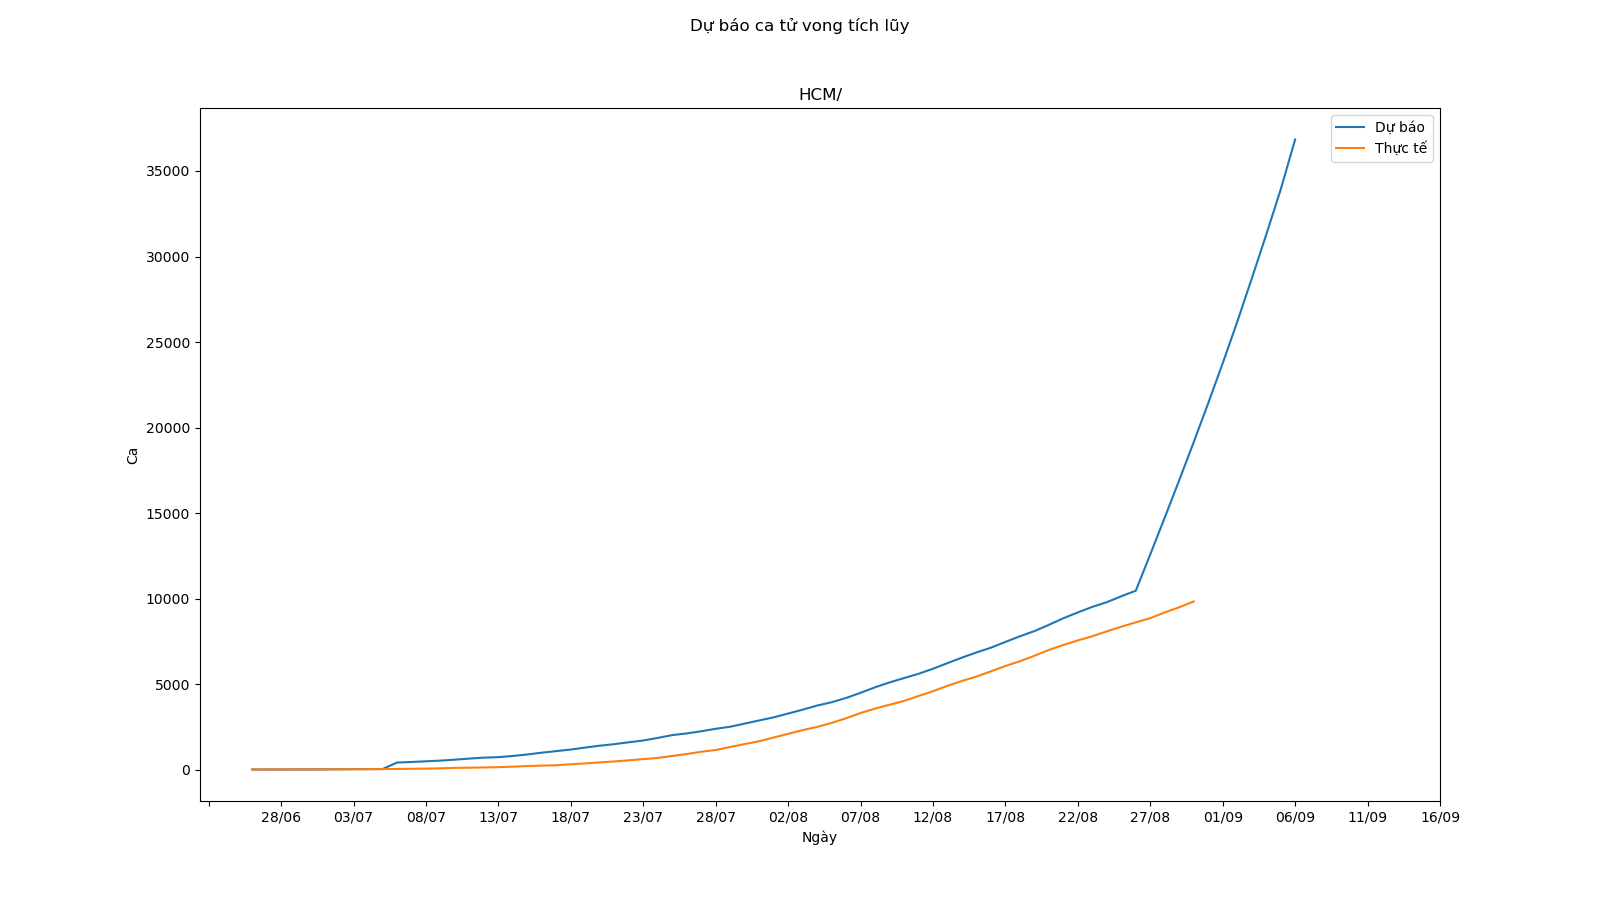 Dự báo ca tử vong tích lũy
HCM/
Dự báo
Thực tế
35000
30000
25000
20000
15000
10000
5000
0
Ca
28/06 03/07 08/07 13/07 18/07 23/07 28/07 02/08 07/08 12/08 17/08 22/08 27/08 01/09 06/09 11/09 16/09
Ngày